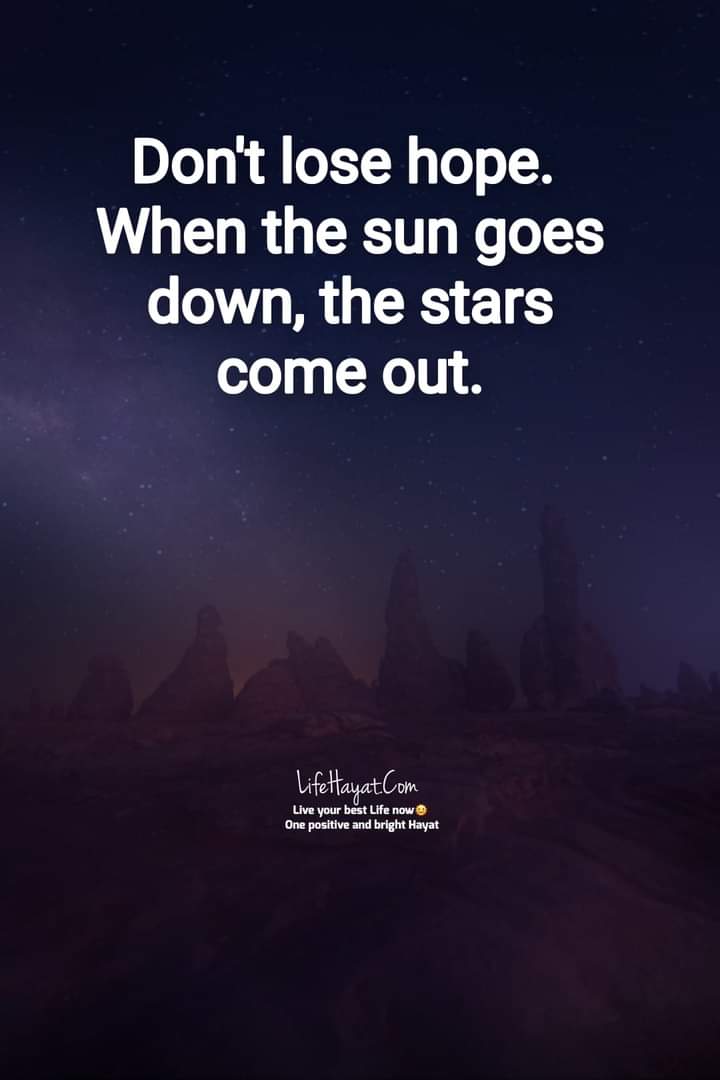 Don't lose hope.
When the sun goes
down, the stars
come out.
LifeHayat.Com
Live your best Life now😊
One positive and bright Hayat